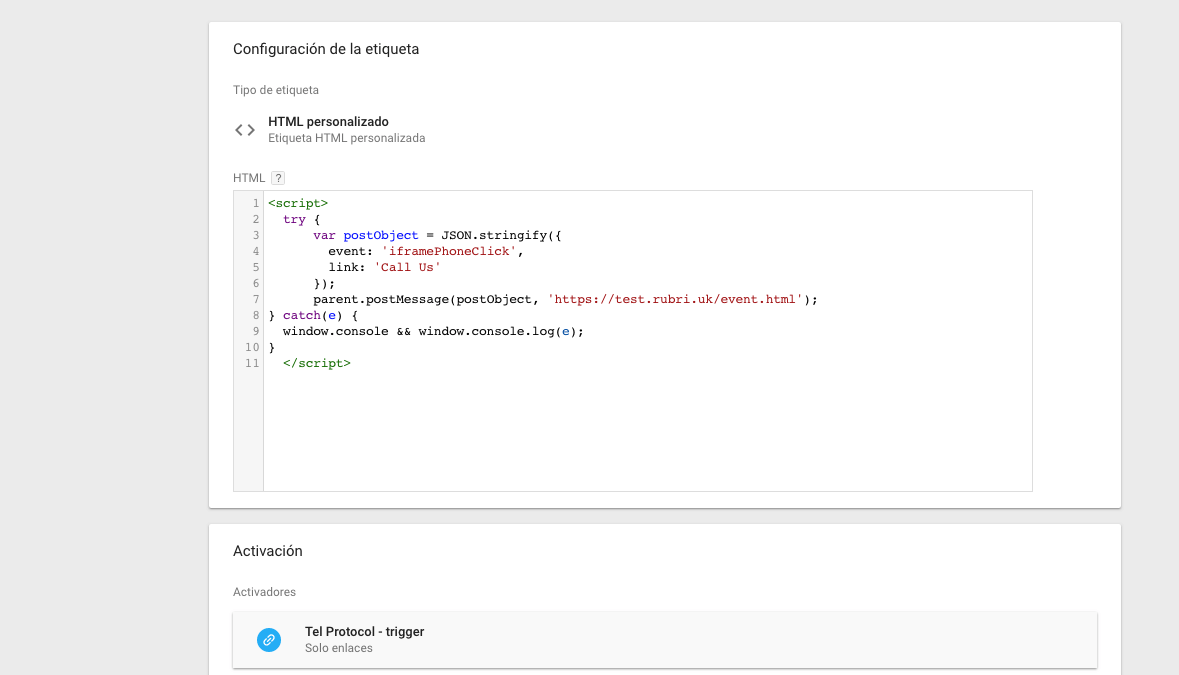 Configuración de la etiqueta
Tipo de etiqueta
HTML personalizado
Etiqueta HTML personalizada
HTML ?
1 <script>
2 try {
3 var postObject = JSON.stringify({
4 event: 'iframePhoneClick',
5 link: 'Call Us'
6 });
7 parent.postMessage(postObject, 'https://test.rubri.uk/event.html');
8 } catch(e) {
9 window.console && window.console.log(e);
10 }
11 </script>
Activación
Activadores
Tel Protocol - trigger
Solo enlaces